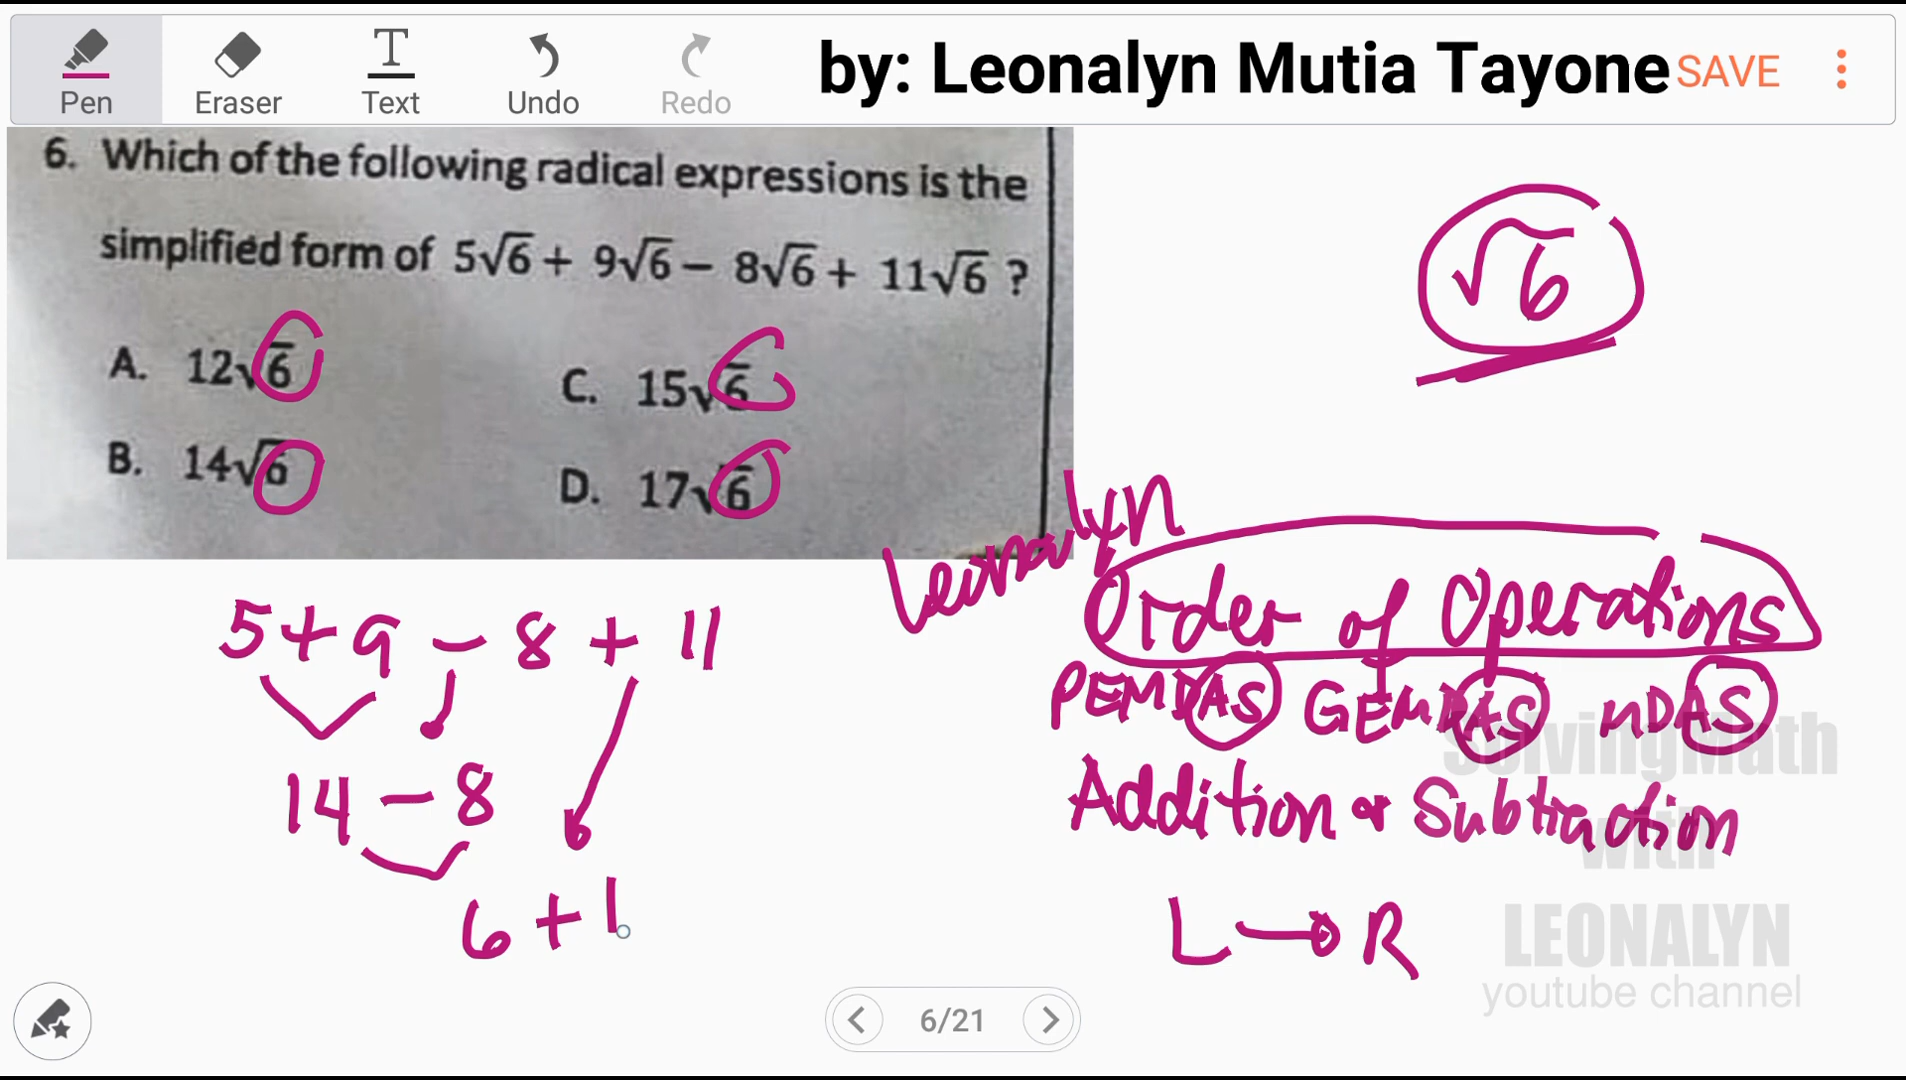 Pen
Eraser
Text
Undo
Redo
by: Leonalyn Mutia Tayone
SAVE
6. Which of the following radical expressions is the
simplified form of 5√6 + 9√6 − 8√6 + 11√6 ?
A. 12√6
B. 14√6
C. 15√6
D. 17√6
√6
Leonalyn
Order of Operations
PEMDAS GEMDAS MDAS
Addition or Subtraction
L → R
5 + 9 − 8 + 11
14 − 8
6 + 1
SolvingMath
with
LEONALYN
youtube channel
6/21